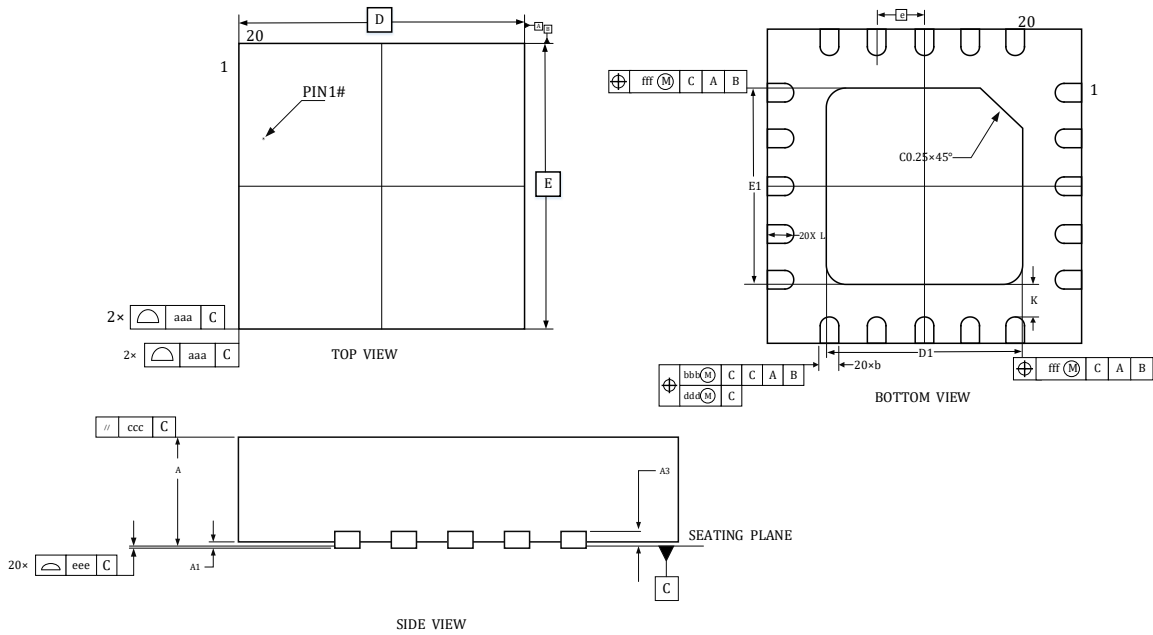 D
A
B
20
1
PIN1#
E
2× aaa C
2× aaa C
TOP VIEW
e
20
fff M C A B
1
C0.25×45°
E1
20X L
K
D1
20×b
bbb M C C A B
ddd M C
fff M C A B
BOTTOM VIEW
// ccc C
A
A3
SEATING PLANE
20× eee C
A1
C
SIDE VIEW